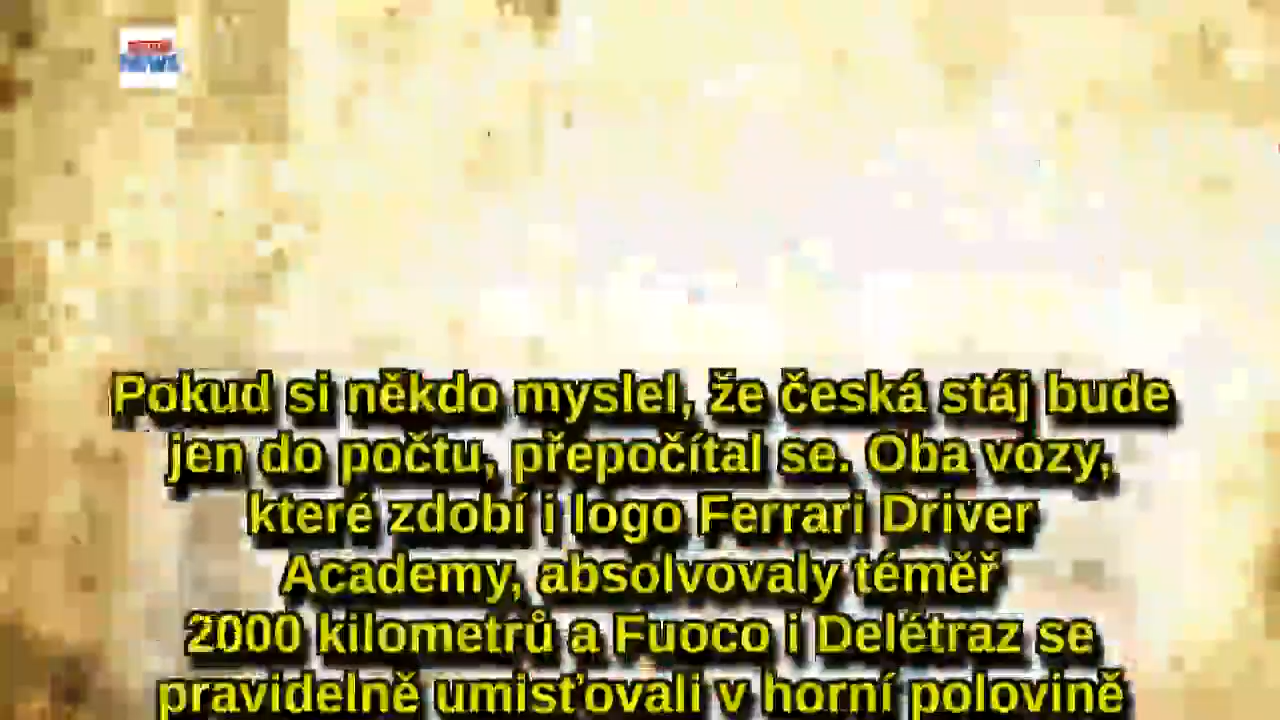 NEWS
Pokud si někdo myslel, že česká stáj bude
jen do počtu, přepočítal se. Oba vozy,
které zdobí i logo Ferrari Driver
Academy, absolvovaly téměř
2000 kilometrů a Fuoco i Delétraz se
pravidelně umisťovali v horní polovině